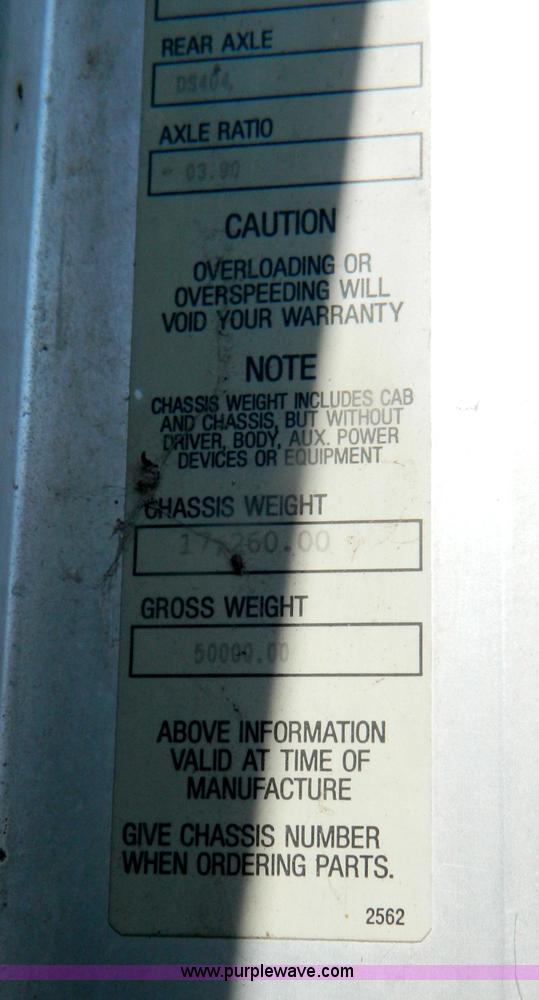 REAR AXLE
DS404
AXLE RATIO
03.90
CAUTION
OVERLOADING OR
OVERSPEEDING WILL
VOID YOUR WARRANTY
NOTE
CHASSIS WEIGHT INCLUDES CAB
AND CHASSIS, BUT WITHOUT
DRIVER, BODY, AUX. POWER
DEVICES OR EQUIPMENT
CHASSIS WEIGHT
17,260.00
GROSS WEIGHT
50000.00
ABOVE INFORMATION
VALID AT TIME OF
MANUFACTURE
GIVE CHASSIS NUMBER
WHEN ORDERING PARTS.
2562
www.purplewave.com